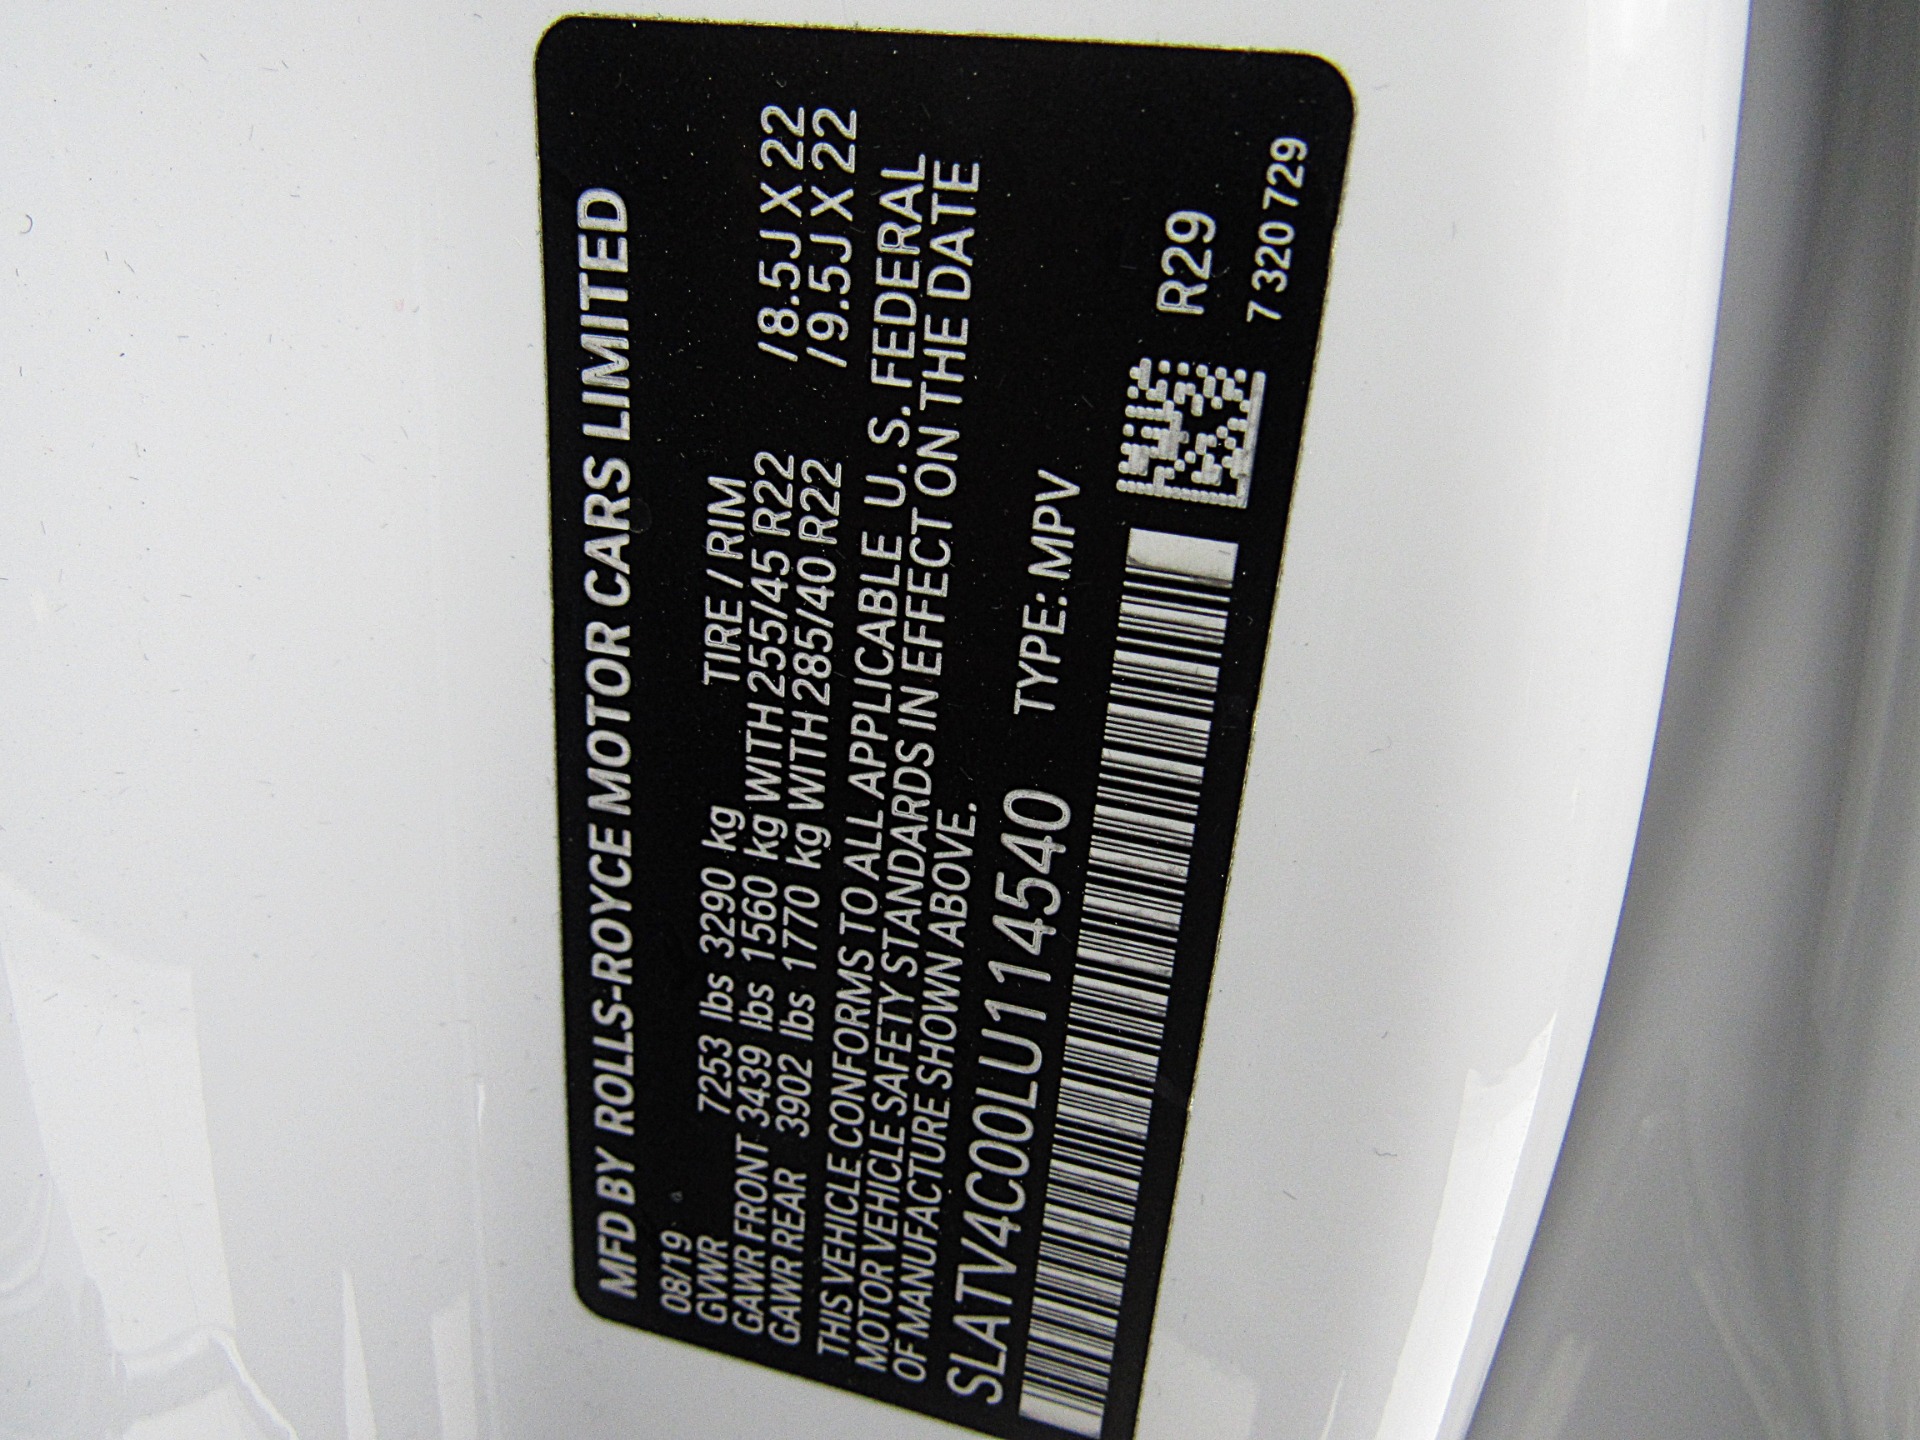 MFD BY ROLLS-ROYCE MOTOR CARS LIMITED
08/19
GVWR 7253 lbs 3290 kg TIRE / RIM
GAWR FRONT 3439 lbs 1560 kg WITH 255/45 R22 /8.5J X 22
GAWR REAR 3902 lbs 1770 kg WITH 285/40 R22 /9.5J X 22
THIS VEHICLE CONFORMS TO ALL APPLICABLE U.S. FEDERAL
MOTOR VEHICLE SAFETY STANDARDS IN EFFECT ON THE DATE
OF MANUFACTURE SHOWN ABOVE.
SLATV4C00LU114540 TYPE: MPV
R29
7 320 729